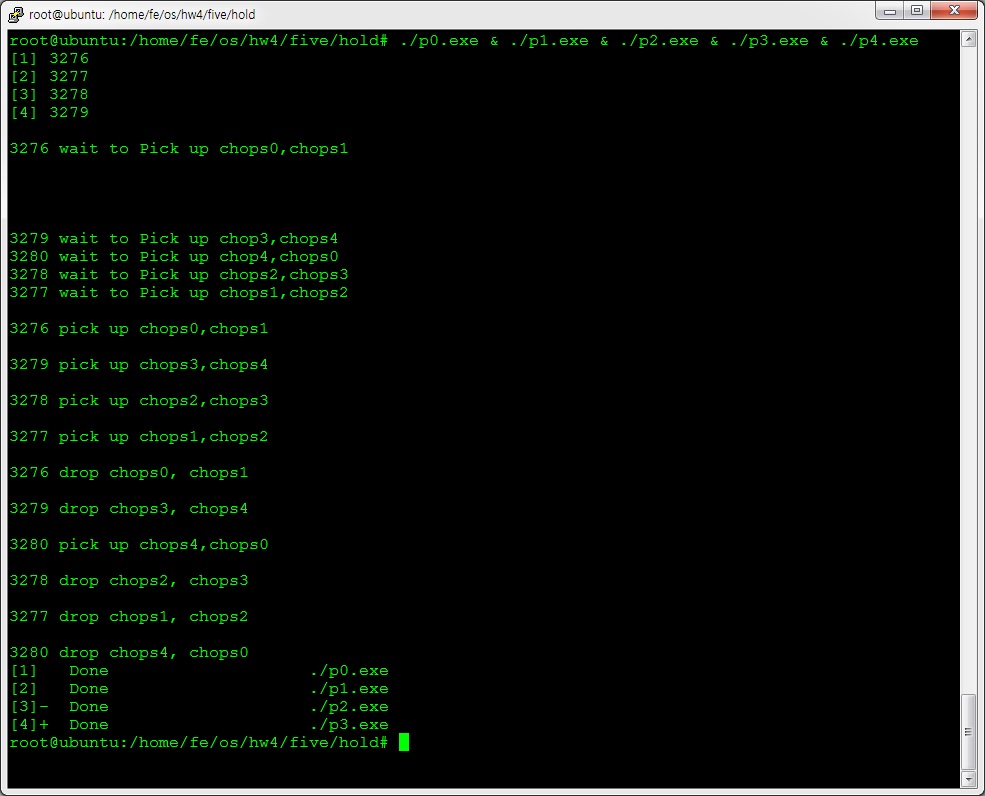 root@ubuntu: /home/fe/os/hw4/five/hold
root@ubuntu:/home/fe/os/hw4/five/hold# ./p0.exe & ./p1.exe & ./p2.exe & ./p3.exe & ./p4.exe
[1] 3276
[2] 3277
[3] 3278
[4] 3279
3276 wait to Pick up chops0,chops1
3279 wait to Pick up chop3,chops4
3280 wait to Pick up chop4,chops0
3278 wait to Pick up chops2,chops3
3277 wait to Pick up chops1,chops2
3276 pick up chops0,chops1
3279 pick up chops3,chops4
3278 pick up chops2,chops3
3277 pick up chops1,chops2
3276 drop chops0, chops1
3279 drop chops3, chops4
3280 pick up chops4,chops0
3278 drop chops2, chops3
3277 drop chops1, chops2
3280 drop chops4, chops0
[1]   Done                    ./p0.exe
[2]   Done                    ./p1.exe
[3]-  Done                    ./p2.exe
[4]+  Done                    ./p3.exe
root@ubuntu:/home/fe/os/hw4/five/hold#